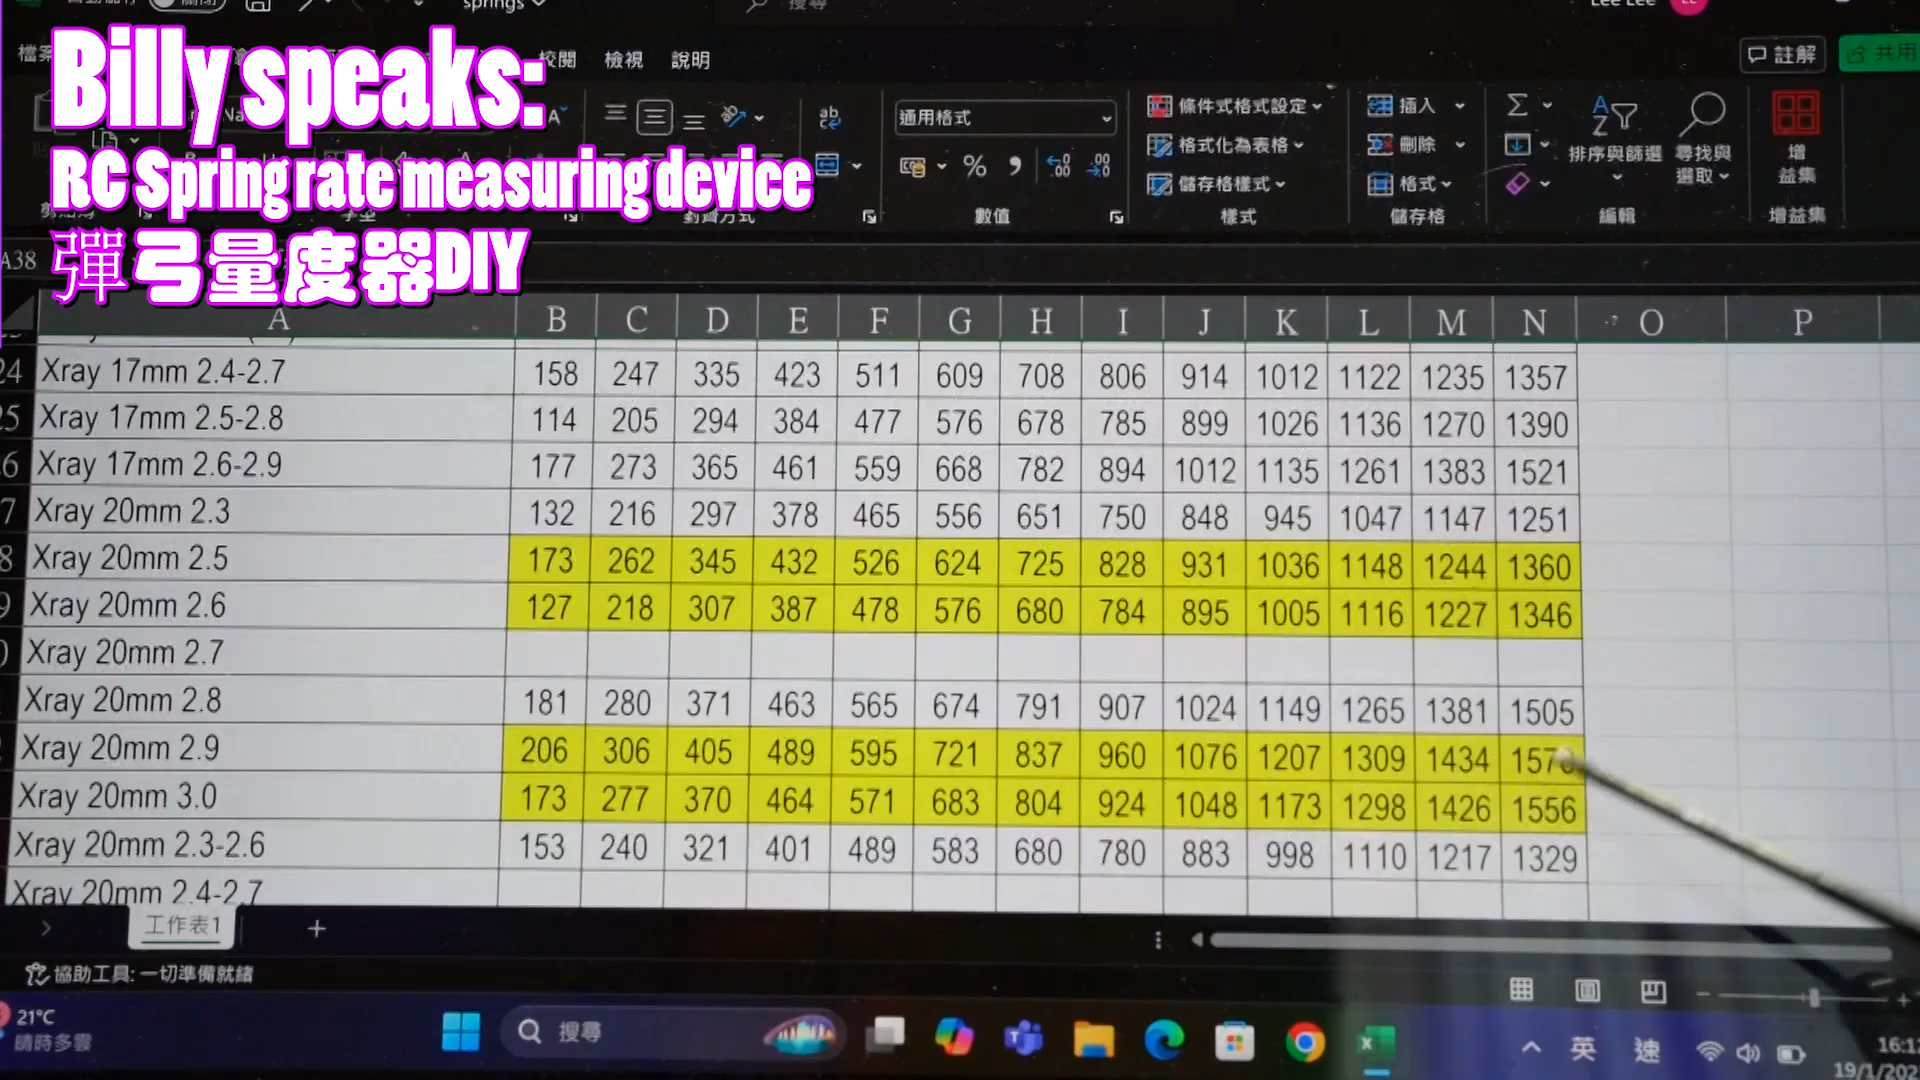 springs
Lee Lee
Billy speaks:
RC Spring rate measuring device
彈弓量度器DIY
校閱 檢視 說明
註解 共用
通用格式
條件式格式設定
格式化為表格
儲存格樣式
插入
刪除
格式
排序與篩選
尋找與選取
增益集
對齊方式 數值 樣式 儲存格 編輯 增益集
A38
A B C D E F G H I J K L M N O P
24 Xray 17mm 2.4-2.7 158 247 335 423 511 609 708 806 914 1012 1122 1235 1357
Xray 17mm 2.5-2.8 114 205 294 384 477 576 678 785 899 1026 1136 1270 1390
Xray 17mm 2.6-2.9 177 273 365 461 559 668 782 894 1012 1135 1261 1383 1521
Xray 20mm 2.3 132 216 297 378 465 556 651 750 848 945 1047 1147 1251
Xray 20mm 2.5 173 262 345 432 526 624 725 828 931 1036 1148 1244 1360
Xray 20mm 2.6 127 218 307 387 478 576 680 784 895 1005 1116 1227 1346
Xray 20mm 2.7
Xray 20mm 2.8 181 280 371 463 565 674 791 907 1024 1149 1265 1381 1505
Xray 20mm 2.9 206 306 405 489 595 721 837 960 1076 1207 1309 1434
Xray 20mm 3.0 173 277 370 464 571 683 804 924 1048 1173 1298 1426 1556
Xray 20mm 2.3-2.6 153 240 321 401 489 583 680 780 883 998 1110 1217 1329
Xray 20mm 2.4-2.7
工作表1
協助工具: 一切準備就緒
21°C
晴時多雲
搜尋
英 速